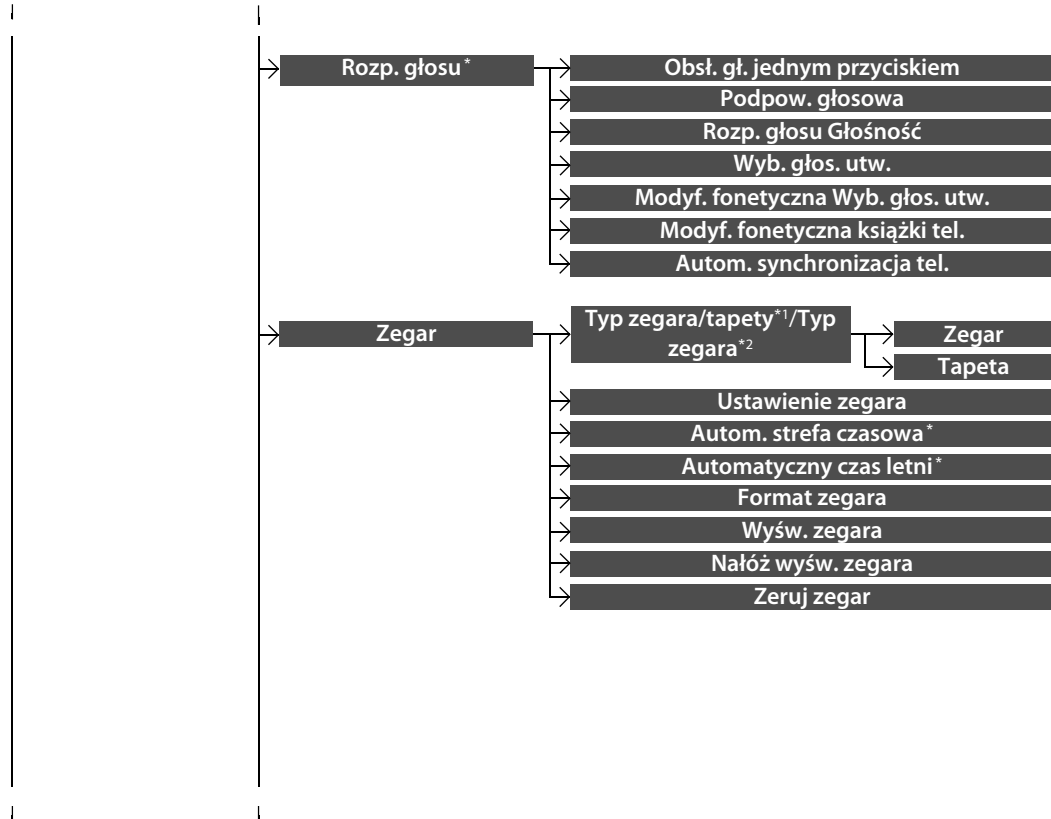 Rozp. głosu*
Obsł. gł. jednym przyciskiem
Podpow. głosowa
Rozp. głosu Głośność
Wyb. głos. utw.
Modyf. fonetyczna Wyb. głos. utw.
Modyf. fonetyczna książki tel.
Autom. synchronizacja tel.
Zegar
Typ zegara/tapety*1/Typ
zegara*2
Zegar
Tapeta
Ustawienie zegara
Autom. strefa czasowa*
Automatyczny czas letni*
Format zegara
Wyśw. zegara
Nałóż wyśw. zegara
Zeruj zegar